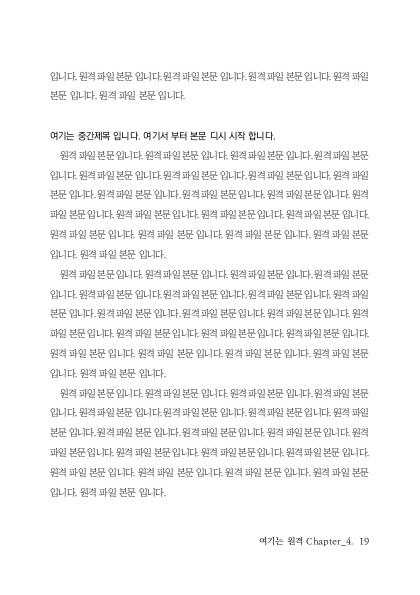 입니다. 원격 파일 본문 입니다. 원격 파일 본문 입니다. 원격 파일 본문 입니다. 원격 파일
본문 입니다. 원격 파일 본문 입니다.
여기는 중간제목 입니다. 여기서 부터 본문 다시 시작 합니다.
원격 파일 본문 입니다. 원격 파일 본문 입니다. 원격 파일 본문 입니다. 원격 파일 본문
입니다. 원격 파일 본문 입니다. 원격 파일 본문 입니다. 원격 파일 본문 입니다. 원격 파일
본문 입니다. 원격 파일 본문 입니다. 원격 파일 본문 입니다. 원격 파일 본문 입니다. 원격
파일 본문 입니다. 원격 파일 본문 입니다. 원격 파일 본문 입니다. 원격 파일 본문 입니다.
원격 파일 본문 입니다. 원격 파일 본문 입니다. 원격 파일 본문 입니다. 원격 파일 본문
입니다. 원격 파일 본문 입니다.
원격 파일 본문 입니다. 원격 파일 본문 입니다. 원격 파일 본문 입니다. 원격 파일 본문
입니다. 원격 파일 본문 입니다. 원격 파일 본문 입니다. 원격 파일 본문 입니다. 원격 파일
본문 입니다. 원격 파일 본문 입니다. 원격 파일 본문 입니다. 원격 파일 본문 입니다. 원격
파일 본문 입니다. 원격 파일 본문 입니다. 원격 파일 본문 입니다. 원격 파일 본문 입니다.
원격 파일 본문 입니다. 원격 파일 본문 입니다. 원격 파일 본문 입니다. 원격 파일 본문
입니다. 원격 파일 본문 입니다.
원격 파일 본문 입니다. 원격 파일 본문 입니다. 원격 파일 본문 입니다. 원격 파일 본문
입니다. 원격 파일 본문 입니다. 원격 파일 본문 입니다. 원격 파일 본문 입니다. 원격 파일
본문 입니다. 원격 파일 본문 입니다. 원격 파일 본문 입니다. 원격 파일 본문 입니다. 원격
파일 본문 입니다. 원격 파일 본문 입니다. 원격 파일 본문 입니다. 원격 파일 본문 입니다.
원격 파일 본문 입니다. 원격 파일 본문 입니다. 원격 파일 본문 입니다. 원격 파일 본문
입니다. 원격 파일 본문 입니다.
여기는 원격 Chapter_4. 19